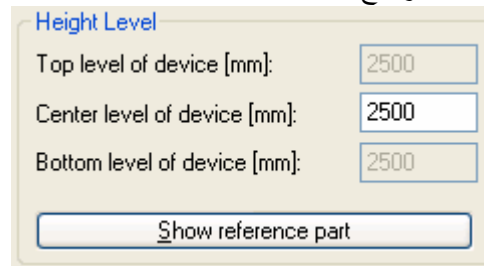 Height Level
Top level of device [mm]: 2500
Center level of device [mm]: 2500
Bottom level of device [mm]: 2500
Show reference part